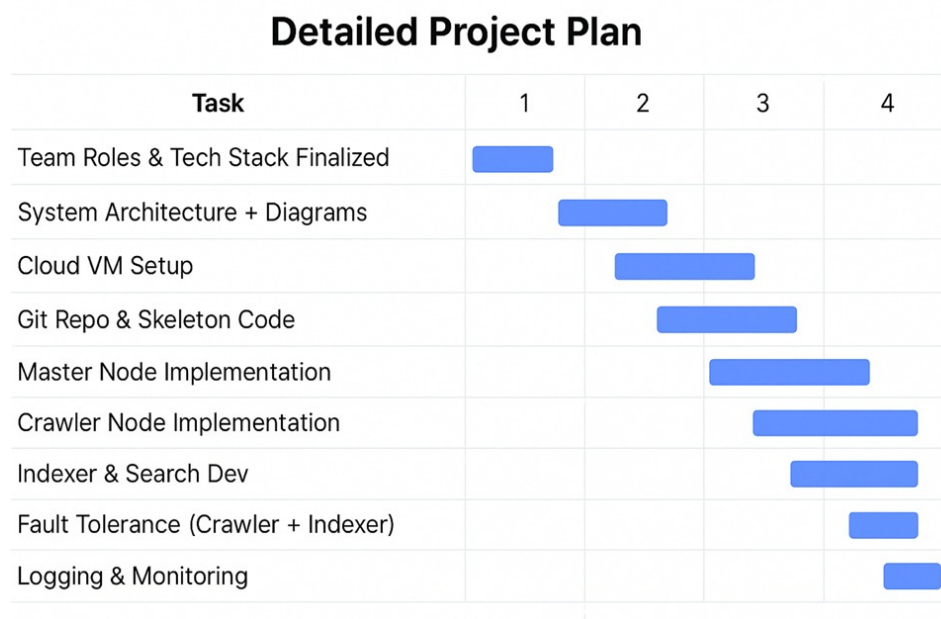 Detailed Project Plan
Task 1 2 3 4
Team Roles & Tech Stack Finalized
System Architecture + Diagrams
Cloud VM Setup
Git Repo & Skeleton Code
Master Node Implementation
Crawler Node Implementation
Indexer & Search Dev
Fault Tolerance (Crawler + Indexer)
Logging & Monitoring